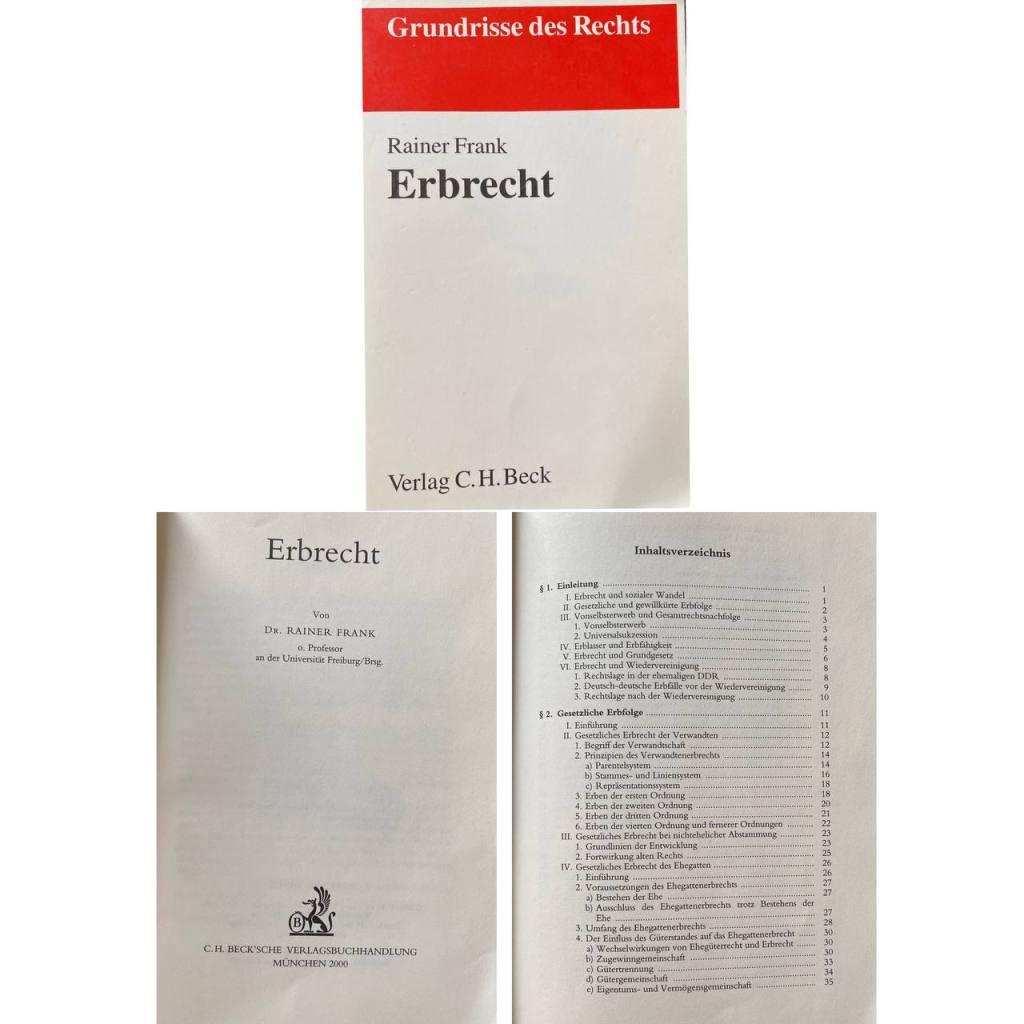 Grundrisse des Rechts
Rainer Frank
Erbrecht
Verlag C.H.Beck
Erbrecht
Von
DR. RAINER FRANK
o. Professor
an der Universität Freiburg/Brsg.
B
C. H. BECK'SCHE VERLAGSBUCHHANDLUNG
MÜNCHEN 2000
Inhaltsverzeichnis
§ 1. Einleitung 1
I. Erbrecht und sozialer Wandel 1
II. Gesetzliche und gewillkürte Erbfolge 2
III. Vonselbsterwerb und Gesamtrechtsnachfolge 3
1. Vonselbsterwerb 3
2. Universalsukzession 4
IV. Erblasser und Erbfähigkeit 5
V. Erbrecht und Grundgesetz 6
VI. Erbrecht und Wiedervereinigung 8
1. Rechtslage in der ehemaligen DDR 8
2. Deutsch-deutsche Erbfälle vor der Wiedervereinigung 9
3. Rechtslage nach der Wiedervereinigung 10
§ 2. Gesetzliche Erbfolge 11
I. Einführung 11
II. Gesetzliches Erbrecht der Verwandten 12
1. Begriff der Verwandtschaft 12
2. Prinzipien des Verwandtenerbrechts 14
a) Parentelsystem 14
b) Stammes- und Liniensystem 16
c) Repräsentationssystem 18
3. Erben der ersten Ordnung 18
4. Erben der zweiten Ordnung 20
5. Erben der dritten Ordnung 21
6. Erben der vierten Ordnung und fernerer Ordnungen 22
III. Gesetzliches Erbrecht bei nichtehelicher Abstammung 23
1. Grundlinien der Entwicklung 23
2. Fortwirkung alten Rechts 25
IV. Gesetzliches Erbrecht des Ehegatten 26
1. Einführung 26
2. Voraussetzungen des Ehegattenerbrechts 27
a) Bestehen der Ehe 27
b) Ausschluss des Ehegattenerbrechts trotz Bestehens der
Ehe 27
3. Umfang des Ehegattenerbrechts 28
4. Der Einfluss des Güterstandes auf das Ehegattenerbrecht 30
a) Wechselwirkungen von Ehegüterrecht und Erbrecht 30
b) Zugewinngemeinschaft 30
c) Gütertrennung 33
d) Gütergemeinschaft 34
e) Eigentums- und Vermögensgemeinschaft 35